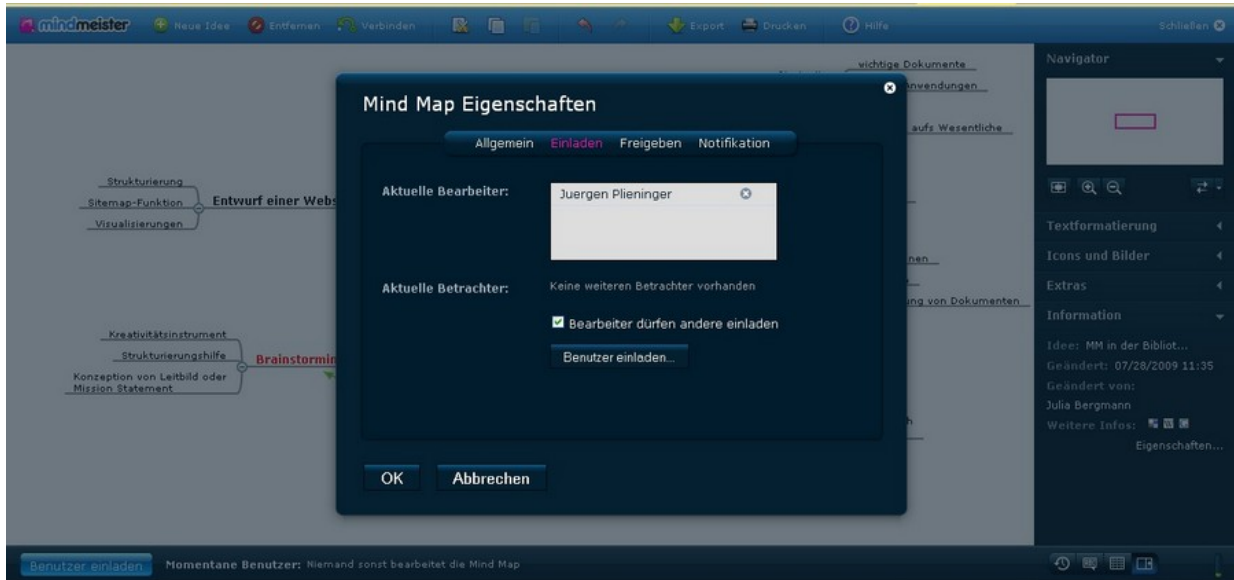 mindmeister Neue Idee Entfernen Verbinden Export Drucken Hilfe Schließen
wichtige Dokumente
Anwendungen
aufs Wesentliche
Strukturierung
Sitemap-Funktion
Visualisierungen
Entwurf einer Webs
nen
ung von Dokumenten
Kreativitätsinstrument
Strukturierungshilfe
Konzeption von Leitbild oder
Mission Statement
Brainstormin
h
Mind Map Eigenschaften
Allgemein Einladen Freigeben Notifikation
Aktuelle Bearbeiter:
Juergen Plieninger
Aktuelle Betrachter:
Keine weiteren Betrachter vorhanden
Bearbeiter dürfen andere einladen
Benutzer einladen...
OK Abbrechen
Navigator
Textformatierung
Icons und Bilder
Extras
Information
Idee: MM in der Bibliot...
Geändert: 07/28/2009 11:35
Geändert von:
Julia Bergmann
Weitere Infos:
Eigenschaften...
Benutzer einladen Momentane Benutzer: Niemand sonst bearbeitet die Mind Map